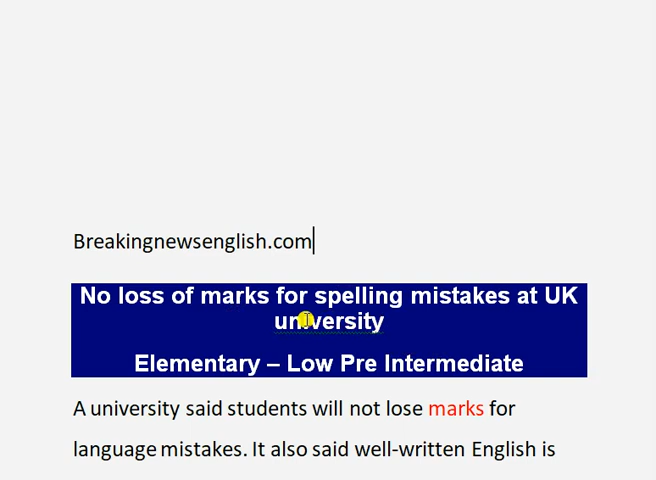 Breakingnewsenglish.com
No loss of marks for spelling mistakes at UK
university
Elementary – Low Pre Intermediate
A university said students will not lose marks for
language mistakes. It also said well-written English is